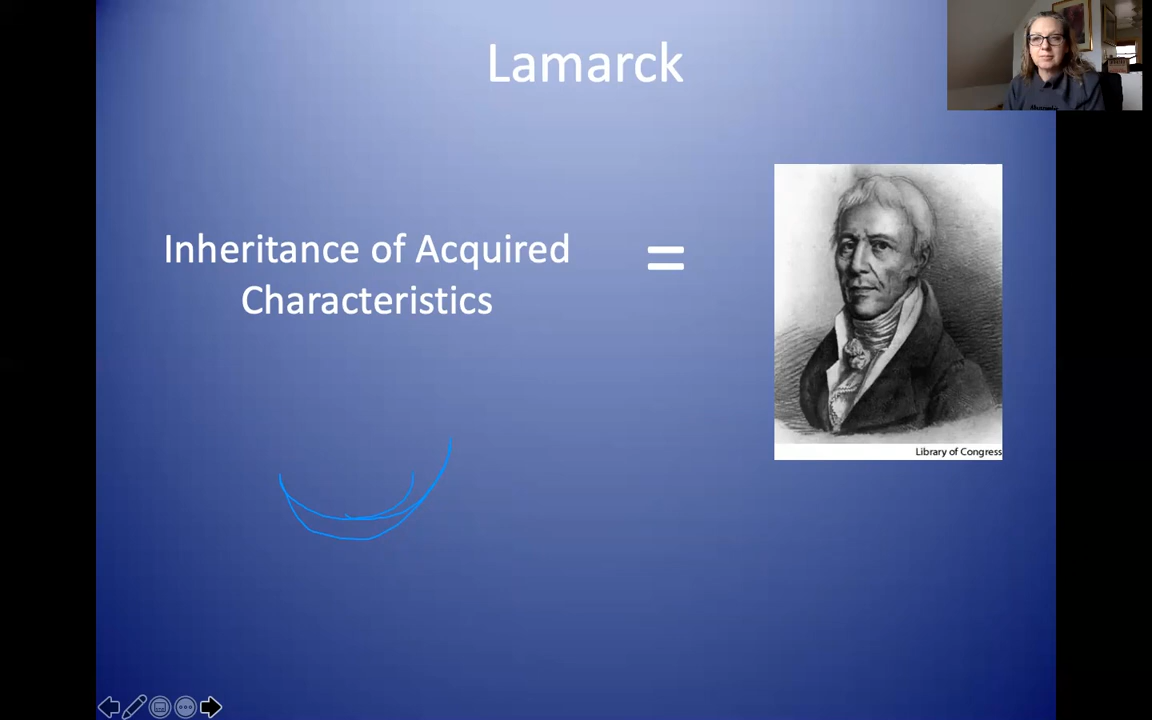 Lamarck
Inheritance of Acquired
Characteristics
=
Library of Congress